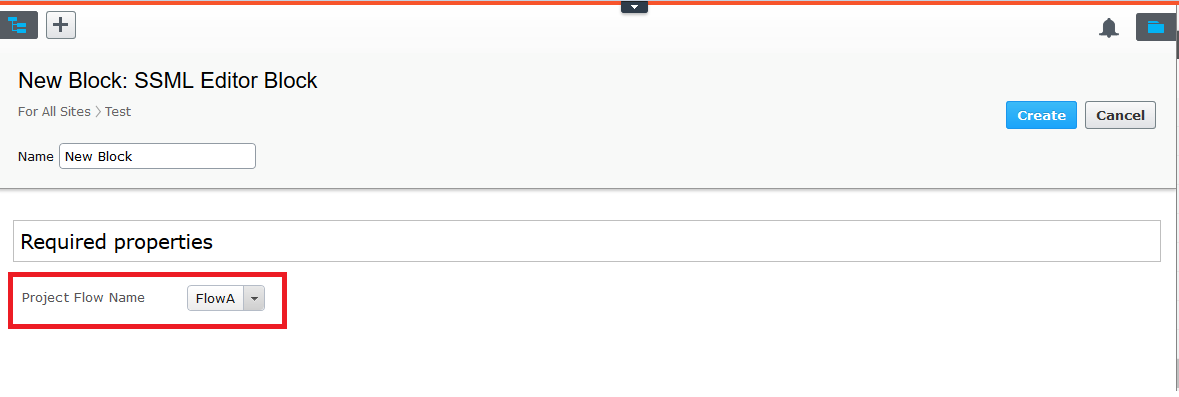 New Block: SSML Editor Block
For All Sites > Test
Create Cancel
Name New Block
Required properties
Project Flow Name FlowA